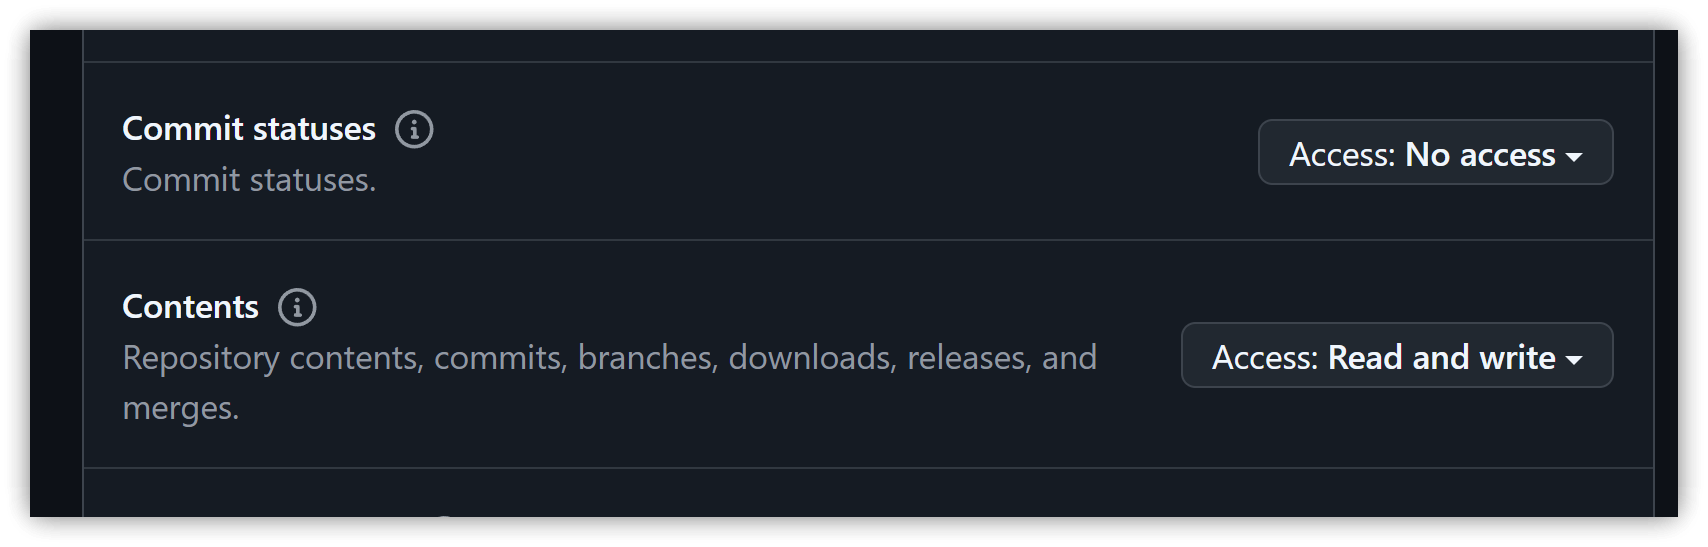 Commit statuses
Commit statuses.
Access: No access
Contents
Repository contents, commits, branches, downloads, releases, and
merges.
Access: Read and write